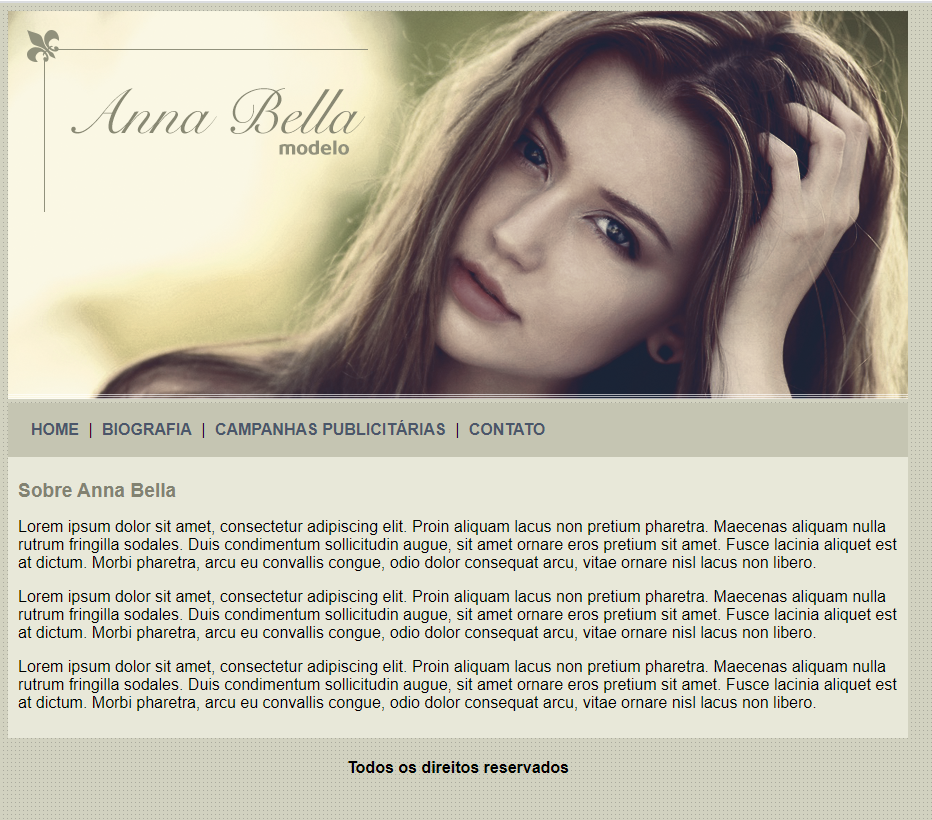 Anna Bella
modelo
HOME | BIOGRAFIA | CAMPANHAS PUBLICITÁRIAS | CONTATO
Sobre Anna Bella
Lorem ipsum dolor sit amet, consectetur adipiscing elit. Proin aliquam lacus non pretium pharetra. Maecenas aliquam nulla
rutrum fringilla sodales. Duis condimentum sollicitudin augue, sit amet ornare eros pretium sit amet. Fusce lacinia aliquet est
at dictum. Morbi pharetra, arcu eu convallis congue, odio dolor consequat arcu, vitae ornare nisl lacus non libero.
Lorem ipsum dolor sit amet, consectetur adipiscing elit. Proin aliquam lacus non pretium pharetra. Maecenas aliquam nulla
rutrum fringilla sodales. Duis condimentum sollicitudin augue, sit amet ornare eros pretium sit amet. Fusce lacinia aliquet est
at dictum. Morbi pharetra, arcu eu convallis congue, odio dolor consequat arcu, vitae ornare nisl lacus non libero.
Lorem ipsum dolor sit amet, consectetur adipiscing elit. Proin aliquam lacus non pretium pharetra. Maecenas aliquam nulla
rutrum fringilla sodales. Duis condimentum sollicitudin augue, sit amet ornare eros pretium sit amet. Fusce lacinia aliquet est
at dictum. Morbi pharetra, arcu eu convallis congue, odio dolor consequat arcu, vitae ornare nisl lacus non libero.
Todos os direitos reservados